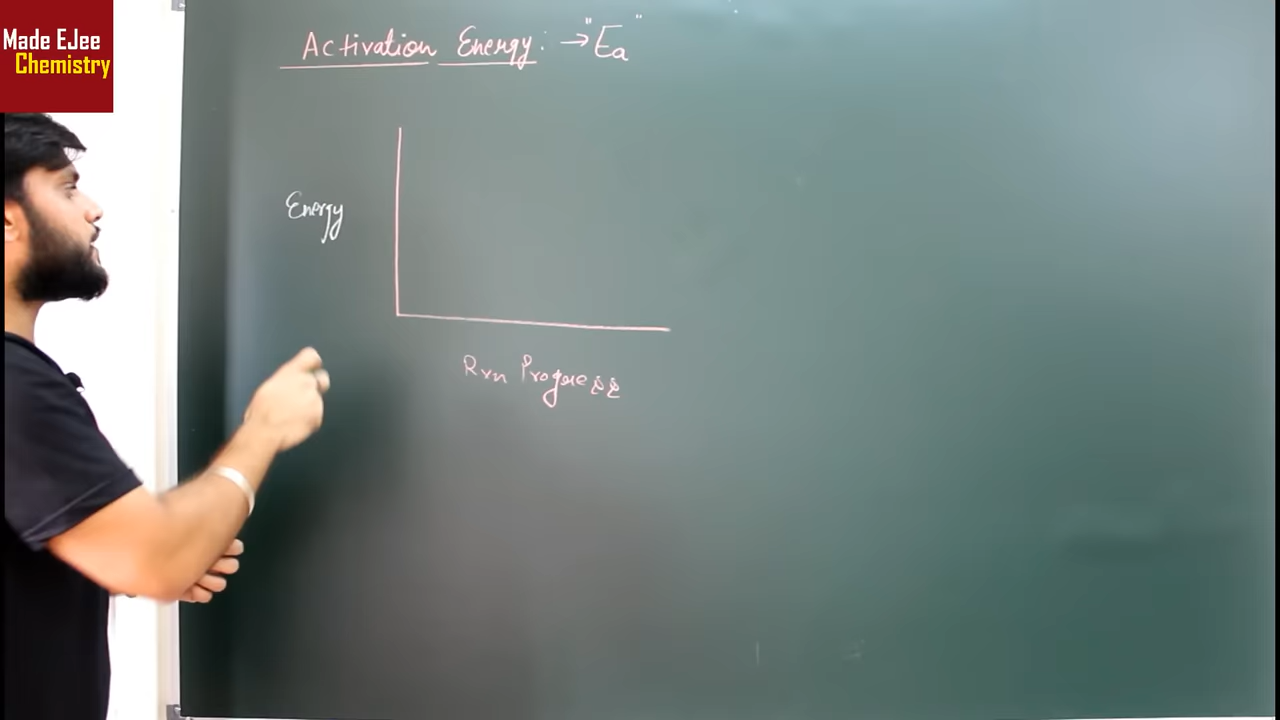 Made EJee
Chemistry
Activation Energy: → "Ea"
Energy
Rxn Progress